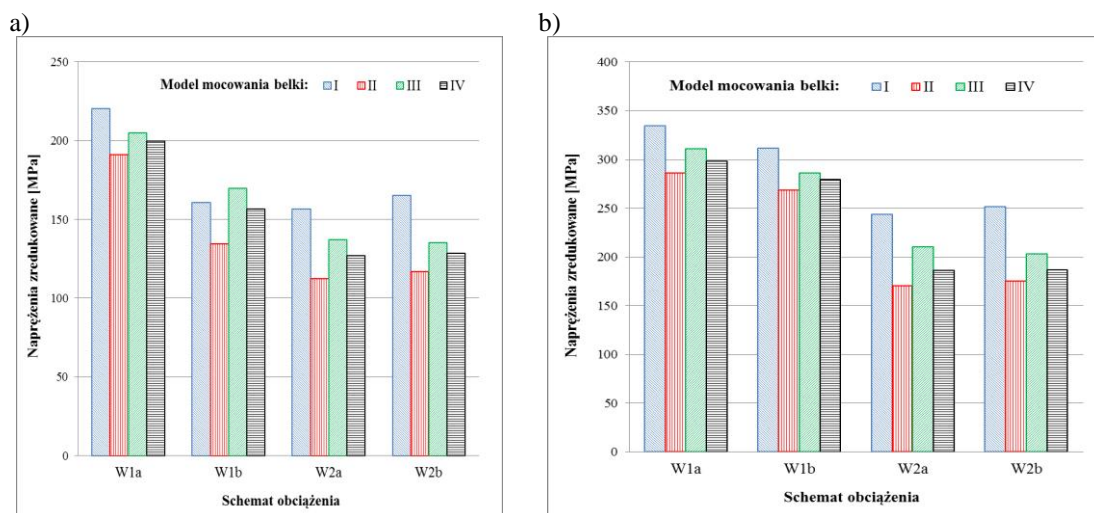 a)
250
200
150
100
50
0
Naprężenia zredukowane [MPa]
Model mocowania belki: I II III IV
W1a W1b W2a W2b
Schemat obciążenia
b)
400
350
300
250
200
150
100
50
0
Naprężenia zredukowane [MPa]
Model mocowania belki: I II III IV
W1a W1b W2a W2b
Schemat obciążenia